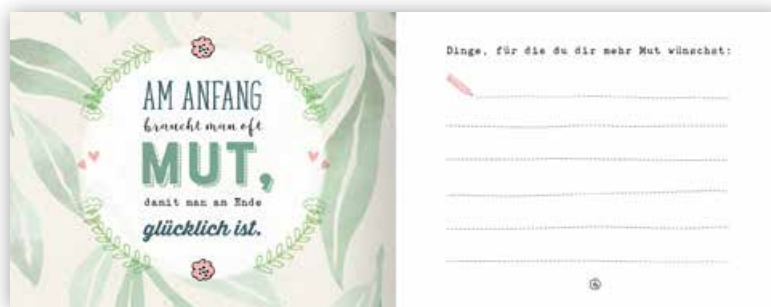 AM ANFANG
braucht man oft
MUT,
damit man am Ende
glücklich ist.
Dinge, für die du dir mehr Mut wünschst: